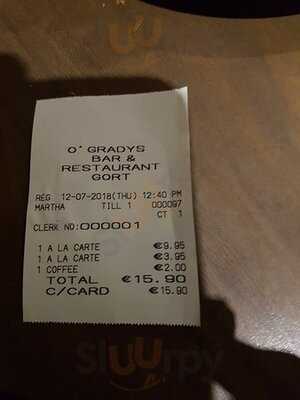 O'GRADYS
BAR &
RESTAURANT
GORT
REG 12-07-2018(THU) 12:40 PM
MARTHA TILL 1 000097
CT 1
CLERK NO:000001
1 A LA CARTE €9.95
1 A LA CARTE €3.95
1 COFFEE €2.00
TOTAL €15.90
C/CARD €15.90
Sluurpy